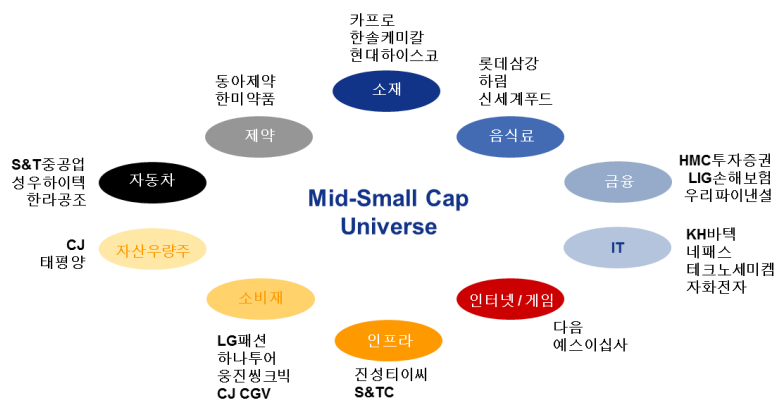 카프로
한솔케미칼
현대하이스코
소재
동아제약
한미약품
제약
롯데삼강
하림
신세계푸드
음식료
S&T중공업
성우하이텍
한라공조
자동차
HMC투자증권
LIG손해보험
우리파이낸셜
금융
Mid-Small Cap
Universe
CJ
태평양
자산우량주
IT
KH바텍
네패스
테크노세미켐
자화전자
소비재
LG패션
하나투어
웅진씽크빅
CJ CGV
인프라
진성티이씨
S&TC
인터넷 / 게임
다음
예스이십사